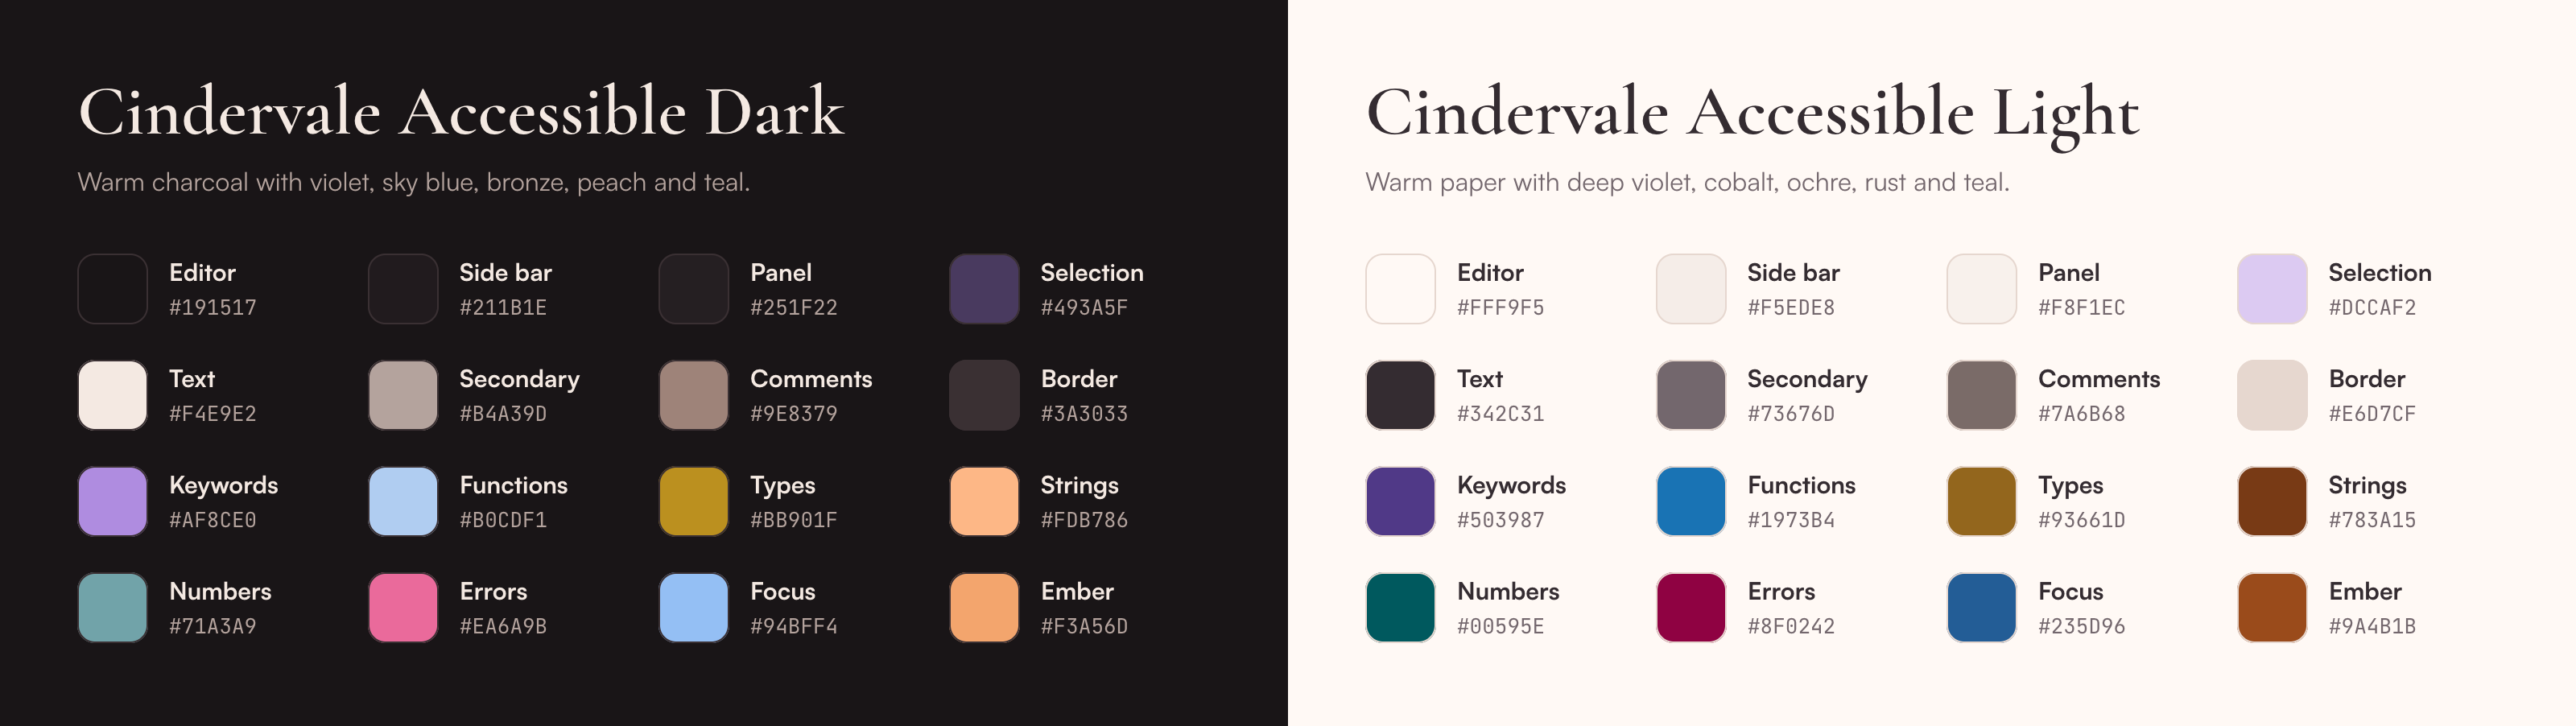 Cindervale Accessible Dark
Warm charcoal with violet, sky blue, bronze, peach and teal.
Editor
#191517
Side bar
#211B1E
Panel
#251F22
Selection
#493A5F
Text
#F4E9E2
Secondary
#B4A39D
Comments
#9E8379
Border
#3A3033
Keywords
#AF8CE0
Functions
#B0CDF1
Types
#BB901F
Strings
#FDB786
Numbers
#71A3A9
Errors
#EA6A9B
Focus
#94BFF4
Ember
#F3A56D
Cindervale Accessible Light
Warm paper with deep violet, cobalt, ochre, rust and teal.
Editor
#FFF9F5
Side bar
#F5EDE8
Panel
#F8F1EC
Selection
#DCCAF2
Text
#342C31
Secondary
#73676D
Comments
#7A6B68
Border
#E6D7CF
Keywords
#503987
Functions
#1973B4
Types
#93661D
Strings
#783A15
Numbers
#00595E
Errors
#8F0242
Focus
#235D96
Ember
#9A4B1B